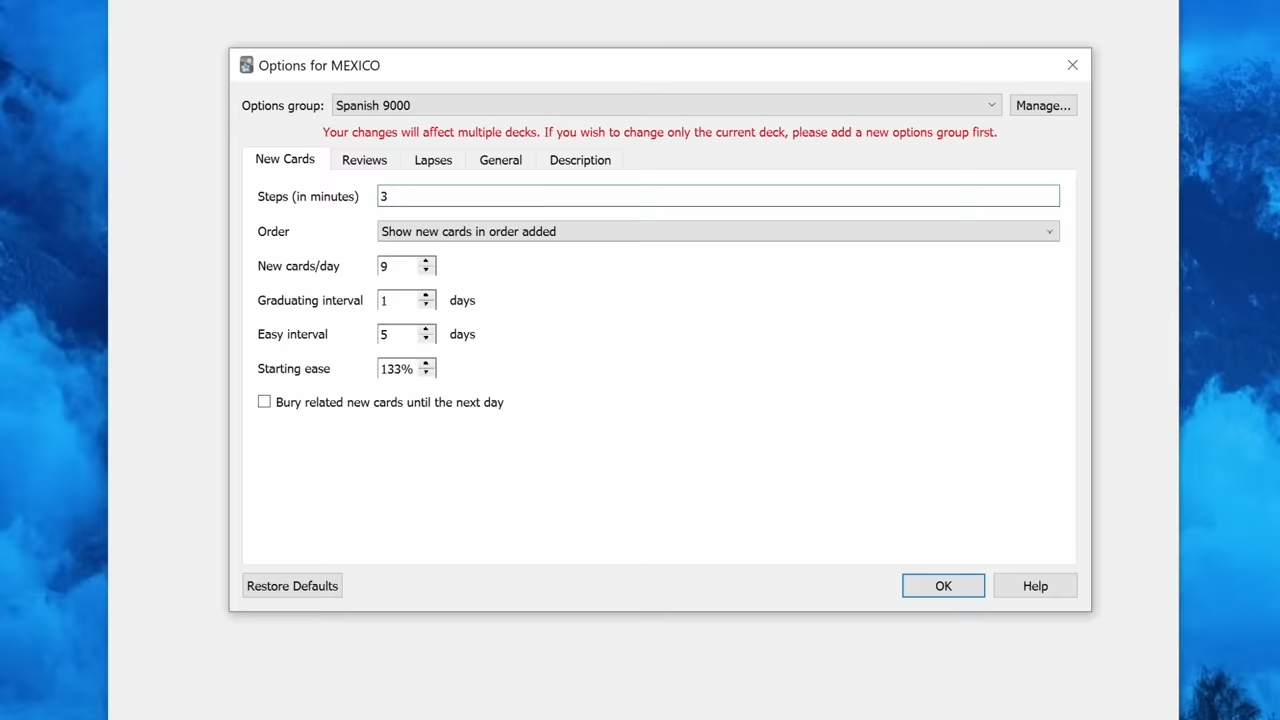 Options for MEXICO
Options group: Spanish 9000 Manage...
Your changes will affect multiple decks. If you wish to change only the current deck, please add a new options group first.
New Cards Reviews Lapses General Description
Steps (in minutes) 3
Order Show new cards in order added
New cards/day 9
Graduating interval 1 days
Easy interval 5 days
Starting ease 133%
Bury related new cards until the next day
Restore Defaults OK Help